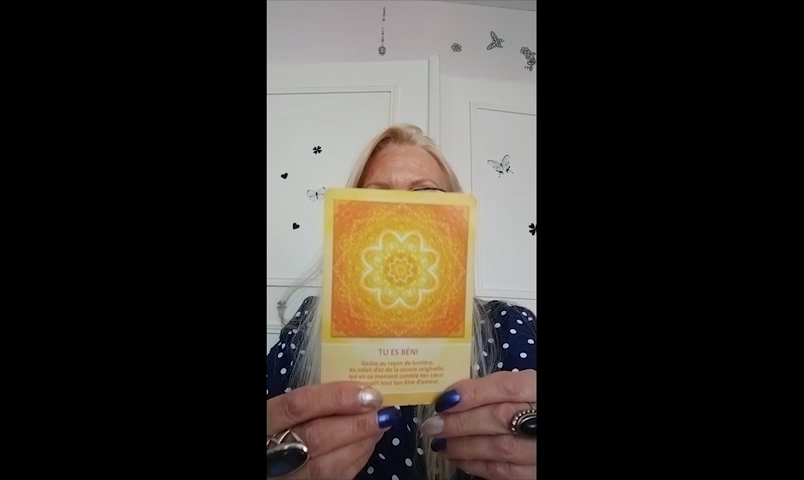 TU ES BÉNI
Goûte au rayon de lumière,
au soleil d'or de la source originelle,
qui en ce moment comble ton cœur
tout ton être d'amour